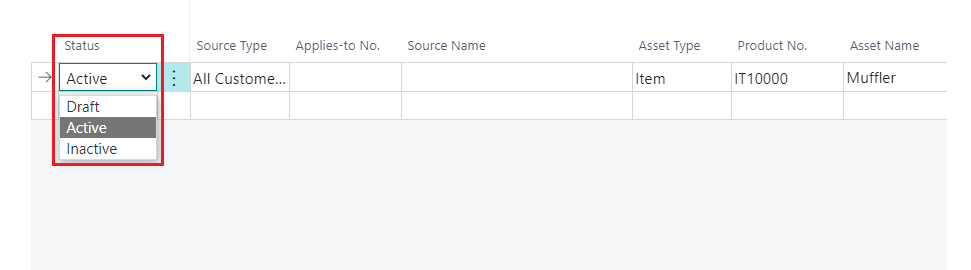 Status Source Type Applies-to No. Source Name Asset Type Product No. Asset Name
Active All Custome... Item IT10000 Muffler
Draft
Active
Inactive